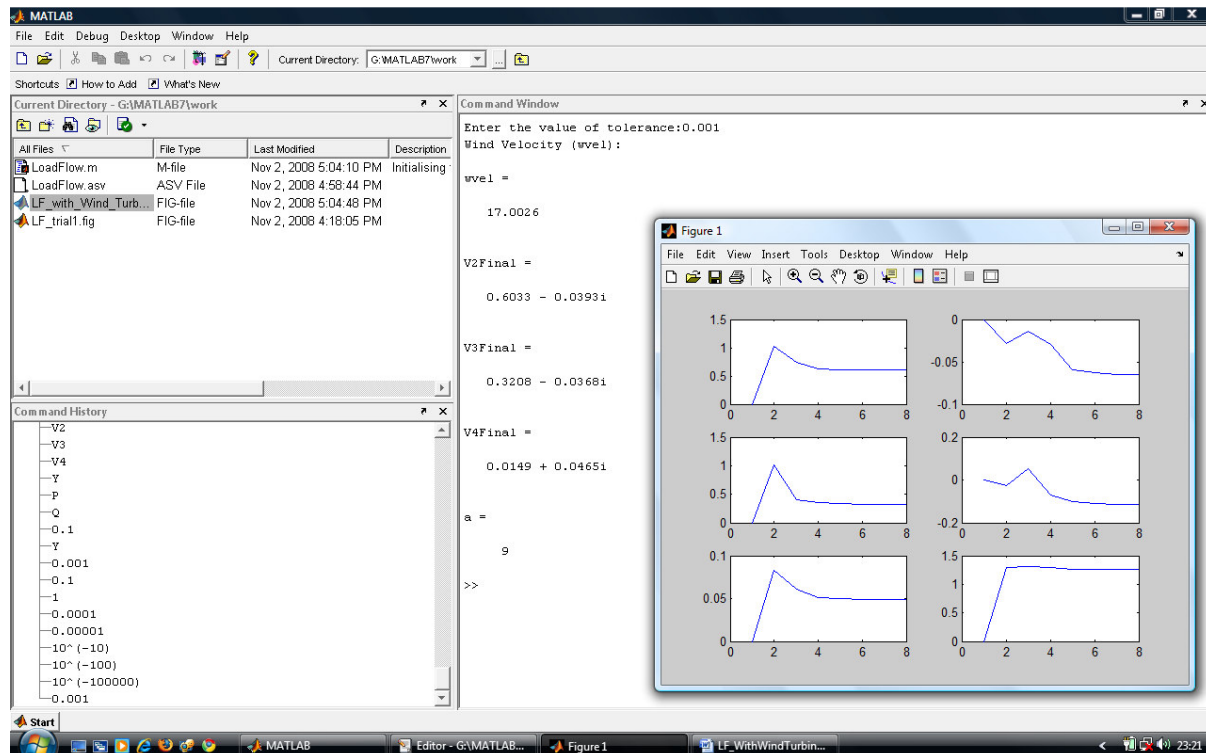 MATLAB
File Edit Debug Desktop Window Help
Current Directory: G:\MATLAB7\work
Shortcuts How to Add What's New
Current Directory - G:\MATLAB7\work
All Files File Type Last Modified Description
LoadFlow.m M-file Nov 2, 2008 5:04:10 PM Initialising
LoadFlow.asv ASV File Nov 2, 2008 4:58:44 PM
LF_with_Wind_Turb... FIG-file Nov 2, 2008 5:04:48 PM
LF_trial1.fig FIG-file Nov 2, 2008 4:18:05 PM
Command History
V2
V3
V4
Y
P
Q
0.1
Y
0.001
0.1
1
0.0001
0.00001
10^(-10)
10^(-100)
10^(-100000)
0.001
Command Window
Enter the value of tolerance:0.001
Wind Velocity (wvel):
wvel =
17.0026
V2Final =
0.6033 - 0.0393i
V3Final =
0.3208 - 0.0368i
V4Final =
0.0149 + 0.0465i
a =
9
>>
Figure 1
File Edit View Insert Tools Desktop Window Help
1.5
1
0.5
0
0 2 4 6 8
0
-0.05
-0.1
0 2 4 6 8
1.5
1
0.5
0
0 2 4 6 8
0.2
0
-0.2
0 2 4 6 8
0.1
0.05
0
0 2 4 6 8
1.5
1
0.5
0
0 2 4 6 8
Start
MATLAB
Editor - G:\MATLAB...
Figure 1
LF_WithWindTurbin...
23:21